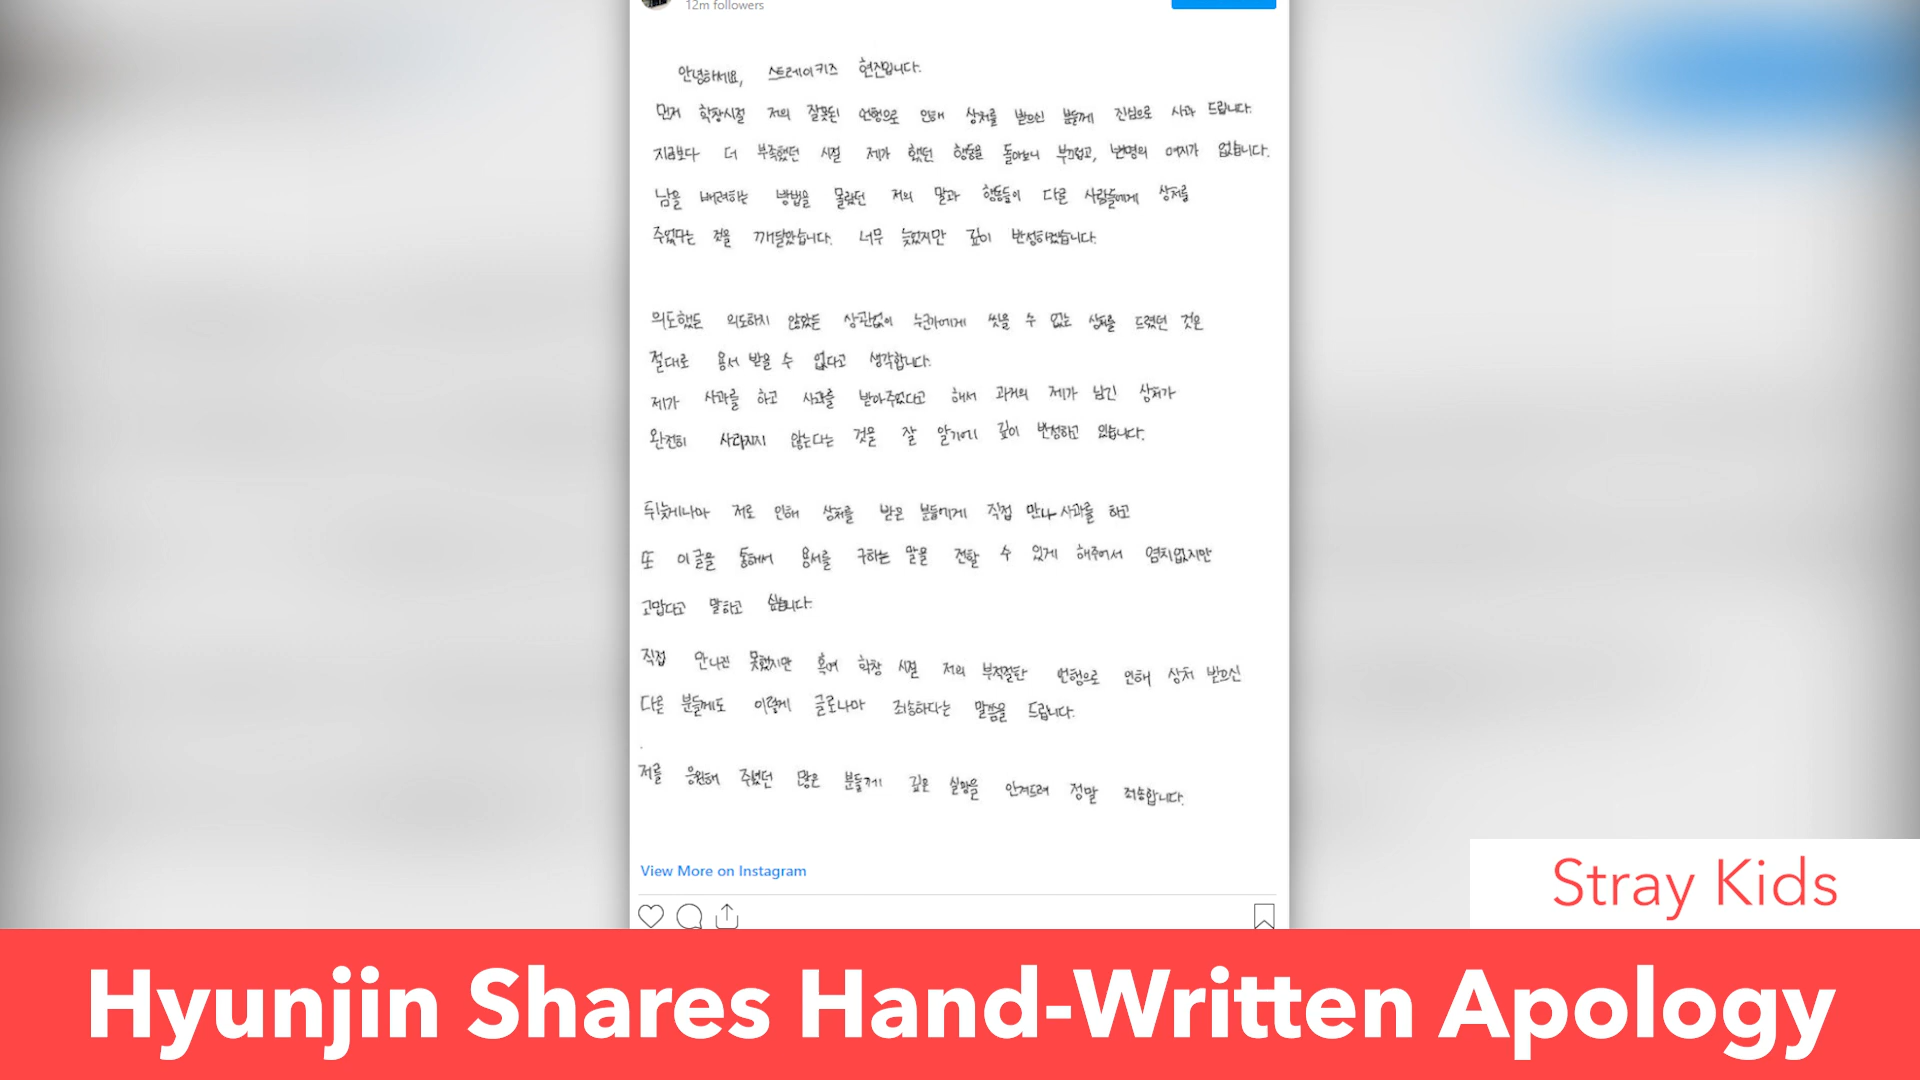 12m followers
안녕하세요, 스트레이키즈 현진입니다.
먼저 학창시절 저의 잘못된 언행으로 인해 상처를 받으신 분들께 진심으로 사과 드립니다.
지금보다 더 부족했던 시절 제가 했던 행동을 돌아보니 부끄럽고, 변명의 여지가 없습니다.
남을 배려하는 방법을 몰랐던 저의 말과 행동들이 다른 사람들에게 상처를
주었다는 것을 깨달았습니다. 너무 늦었지만 깊이 반성하겠습니다.
의도했든 의도하지 않았든 상관없이 누군가에게 씻을 수 없는 상처를 드렸던 것은
절대로 용서 받을 수 없다고 생각합니다.
제가 사과를 하고 사과를 받아주었다고 해서 과거의 제가 남긴 상처가
완전히 사라지지 않는다는 것을 잘 알기에 깊이 반성하고 있습니다.
뒤늦게나마 저로 인해 상처를 받은 분들에게 직접 만나 사과를 하고
또 이 글을 통해서 용서를 구하는 말을 전할 수 있게 해주어서 염치없지만
고맙다고 말하고 싶습니다.
직접 만나진 못했지만 혹여 학창 시절 저의 부적절한 언행으로 인해 상처 받으신
다른 분들께도 이렇게 글로나마 죄송하다는 말씀을 드립니다.
저를 응원해 주셨던 많은 분들께 깊은 실망을 안겨드려 정말 죄송합니다.
View More on Instagram
Stray Kids
Hyunjin Shares Hand-Written Apology